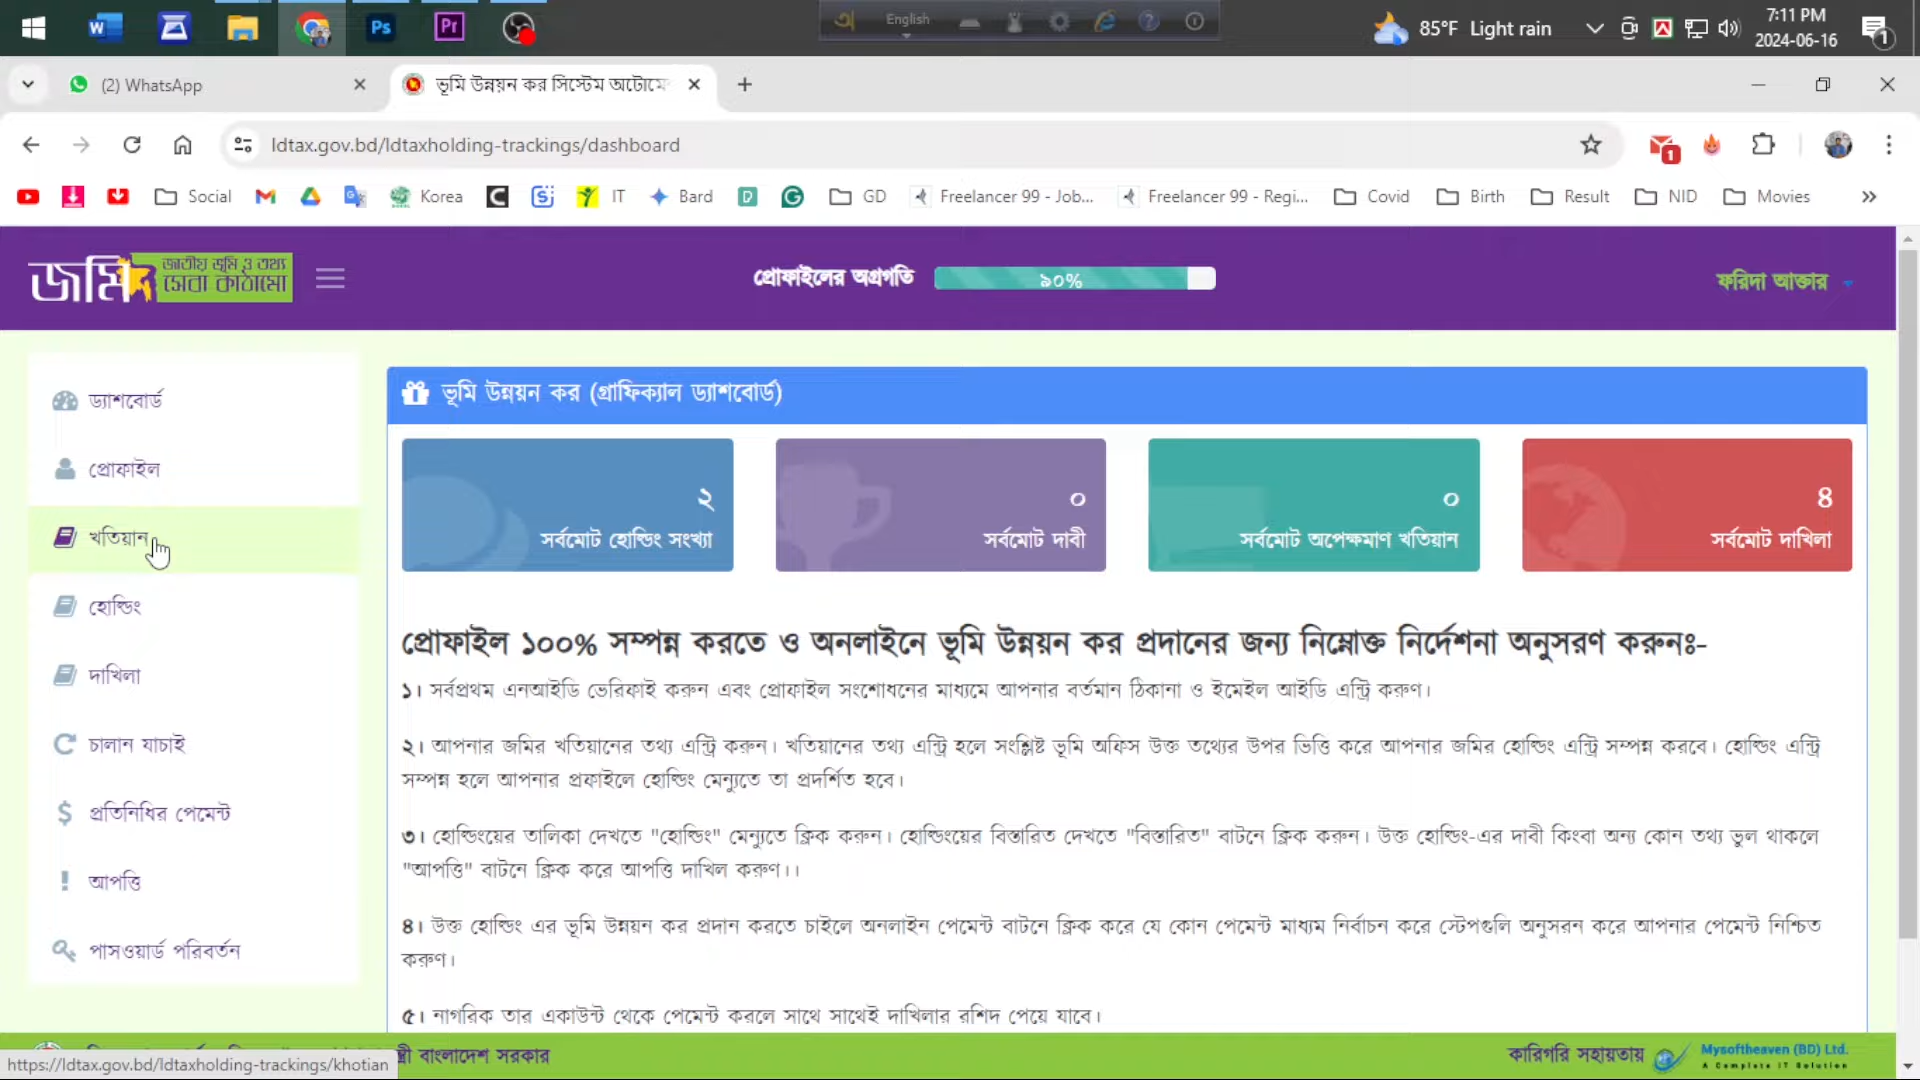 English
85°F Light rain
7:11 PM
2024-06-16
1
(2) WhatsApp
ভূমি উন্নয়ন কর সিস্টেম অটোমে
ldtax.gov.bd/ldtaxholding-trackings/dashboard
1
Social
Korea
IT
Bard
GD
Freelancer 99 - Job...
Freelancer 99 - Regi...
Covid
Birth
Result
NID
Movies
»
জমি
জাতীয় ভূমি ও তথ্য
সেবা কাঠামো
প্রোফাইলের অগ্রগতি
৯০%
ফরিদা আক্তার
ড্যাশবোর্ড
প্রোফাইল
খতিয়ান
হোল্ডিং
দাখিলা
চালান যাচাই
প্রতিনিধির পেমেন্ট
আপত্তি
পাসওয়ার্ড পরিবর্তন
ভূমি উন্নয়ন কর (গ্রাফিক্যাল ড্যাশবোর্ড)
২
সর্বমোট হোল্ডিং সংখ্যা
০
সর্বমোট দাবী
০
সর্বমোট অপেক্ষমাণ খতিয়ান
৪
সর্বমোট দাখিলা
প্রোফাইল ১০০% সম্পন্ন করতে ও অনলাইনে ভূমি উন্নয়ন কর প্রদানের জন্য নিম্নোক্ত নির্দেশনা অনুসরণ করুনঃ-
১। সর্বপ্রথম এনআইডি ভেরিফাই করুন এবং প্রোফাইল সংশোধনের মাধ্যমে আপনার বর্তমান ঠিকানা ও ইমেইল আইডি এন্ট্রি করুণ।
২। আপনার জমির খতিয়ানের তথ্য এন্ট্রি করুন। খতিয়ানের তথ্য এন্ট্রি হলে সংশ্লিষ্ট ভূমি অফিস উক্ত তথ্যের উপর ভিত্তি করে আপনার জমির হোল্ডিং এন্ট্রি সম্পন্ন করবে। হোল্ডিং এন্ট্রি
সম্পন্ন হলে আপনার প্রফাইলে হোল্ডিং মেন্যুতে তা প্রদর্শিত হবে।
৩। হোল্ডিংয়ের তালিকা দেখতে "হোল্ডিং" মেন্যুতে ক্লিক করুন। হোল্ডিংয়ের বিস্তারিত দেখতে "বিস্তারিত" বাটনে ক্লিক করুন। উক্ত হোল্ডিং-এর দাবী কিংবা অন্য কোন তথ্য ভুল থাকলে
"আপত্তি" বাটনে ক্লিক করে আপত্তি দাখিল করুণ।।
৪। উক্ত হোল্ডিং এর ভূমি উন্নয়ন কর প্রদান করতে চাইলে অনলাইন পেমেন্ট বাটনে ক্লিক করে যে কোন পেমেন্ট মাধ্যম নির্বাচন করে স্টেপগুলি অনুসরন করে আপনার পেমেন্ট নিশ্চিত
করুণ।
৫। নাগরিক তার একাউন্ট থেকে পেমেন্ট করলে সাথে সাথেই দাখিলার রশিদ পেয়ে যাবে।
বাংলাদেশ সরকার
কারিগরি সহায়তায়
Mysoftheaven (BD) Ltd.
A Complete IT Solution
https://ldtax.gov.bd/ldtaxholding-trackings/khotian